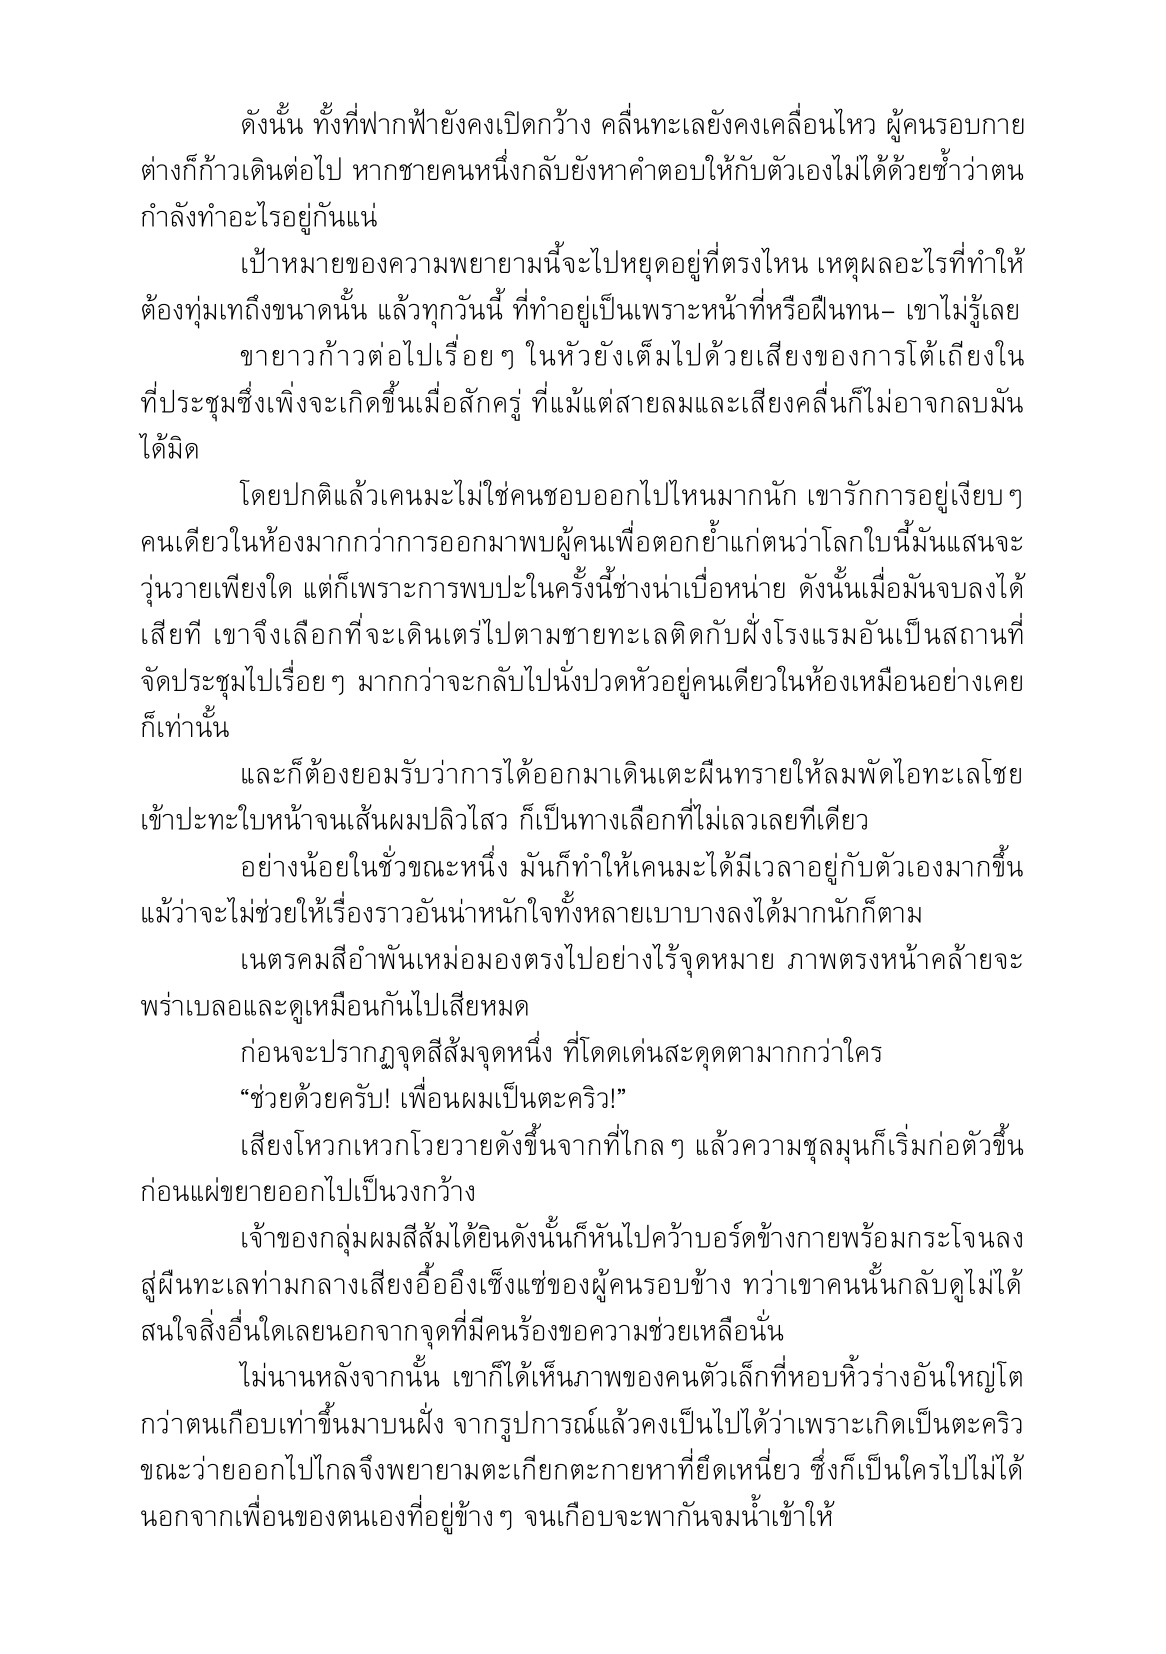 ดังนั้น ทั้งที่ฟากฟ้ายังคงเปิดกว้าง คลื่นทะเลยังคงเคลื่อนไหว ผู้คนรอบกาย
ต่างก็ก้าวเดินต่อไป หากชายคนหนึ่งกลับยังหาคำตอบให้กับตัวเองไม่ได้ด้วยซ้ำว่าตน
กำลังทำอะไรอยู่กันแน่
เป้าหมายของความพยายามนี้จะไปหยุดอยู่ที่ตรงไหน เหตุผลอะไรที่ทำให้
ต้องทุ่มเทถึงขนาดนั้น แล้วทุกวันนี้ ที่ทำอยู่เป็นเพราะหน้าที่หรือฝืนทน– เขาไม่รู้เลย
ขายาวก้าวต่อไปเรื่อย ๆ ในหัวยังเต็มไปด้วยเสียงของการโต้เถียงใน
ที่ประชุมซึ่งเพิ่งจะเกิดขึ้นเมื่อสักครู่ ที่แม้แต่สายลมและเสียงคลื่นก็ไม่อาจกลบมัน
ได้มิด
โดยปกติแล้วเคนมะไม่ใช่คนชอบออกไปไหนมากนัก เขารักการอยู่เงียบ ๆ
คนเดียวในห้องมากกว่าการออกมาพบผู้คนเพื่อตอกย้ำแก่ตนว่าโลกใบนี้มันแสนจะ
วุ่นวายเพียงใด แต่ก็เพราะการพบปะในครั้งนี้ช่างน่าเบื่อหน่าย ดังนั้นเมื่อมันจบลงได้
เสียที เขาจึงเลือกที่จะเดินเตร่ไปตามชายทะเลติดกับฝั่งโรงแรมอันเป็นสถานที่
จัดประชุมไปเรื่อย ๆ มากกว่าจะกลับไปนั่งปวดหัวอยู่คนเดียวในห้องเหมือนอย่างเคย
ก็เท่านั้น
และก็ต้องยอมรับว่าการได้ออกมาเดินเตะผืนทรายให้ลมพัดไอทะเลโชย
เข้าปะทะใบหน้าจนเส้นผมปลิวไสว ก็เป็นทางเลือกที่ไม่เลวเลยทีเดียว
อย่างน้อยในชั่วขณะหนึ่ง มันก็ทำให้เคนมะได้มีเวลาอยู่กับตัวเองมากขึ้น
แม้ว่าจะไม่ช่วยให้เรื่องราวอันน่าหนักใจทั้งหลายเบาบางลงได้มากนักก็ตาม
เนตรคมสีอำพันเหม่อมองตรงไปอย่างไร้จุดหมาย ภาพตรงหน้าคล้ายจะ
พร่าเบลอและดูเหมือนกันไปเสียหมด
ก่อนจะปรากฏจุดสีส้มจุดหนึ่ง ที่โดดเด่นสะดุดตามากกว่าใคร
“ช่วยด้วยครับ! เพื่อนผมเป็นตะคริว!”
เสียงโหวกเหวกโวยวายดังขึ้นจากที่ไกล ๆ แล้วความชุลมุนก็เริ่มก่อตัวขึ้น
ก่อนแผ่ขยายออกไปเป็นวงกว้าง
เจ้าของกลุ่มผมสีส้มได้ยินดังนั้นก็หันไปคว้าบอร์ดข้างกายพร้อมกระโจนลง
สู่ผืนทะเลท่ามกลางเสียงอื้ออึงเซ็งแซ่ของผู้คนรอบข้าง ทว่าเขาคนนั้นกลับดูไม่ได้
สนใจสิ่งอื่นใดเลยนอกจากจุดที่มีคนร้องขอความช่วยเหลือนั่น
ไม่นานหลังจากนั้น เขาก็ได้เห็นภาพของคนตัวเล็กที่หอบหิ้วร่างอันใหญ่โต
กว่าตนเกือบเท่าขึ้นมาบนฝั่ง จากรูปการณ์แล้วคงเป็นไปได้ว่าเพราะเกิดเป็นตะคริว
ขณะว่ายออกไปไกลจึงพยายามตะเกียกตะกายหาที่ยึดเหนี่ยว ซึ่งก็เป็นใครไปไม่ได้
นอกจากเพื่อนของตนเองที่อยู่ข้าง ๆ จนเกือบจะพากันจมน้ำเข้าให้